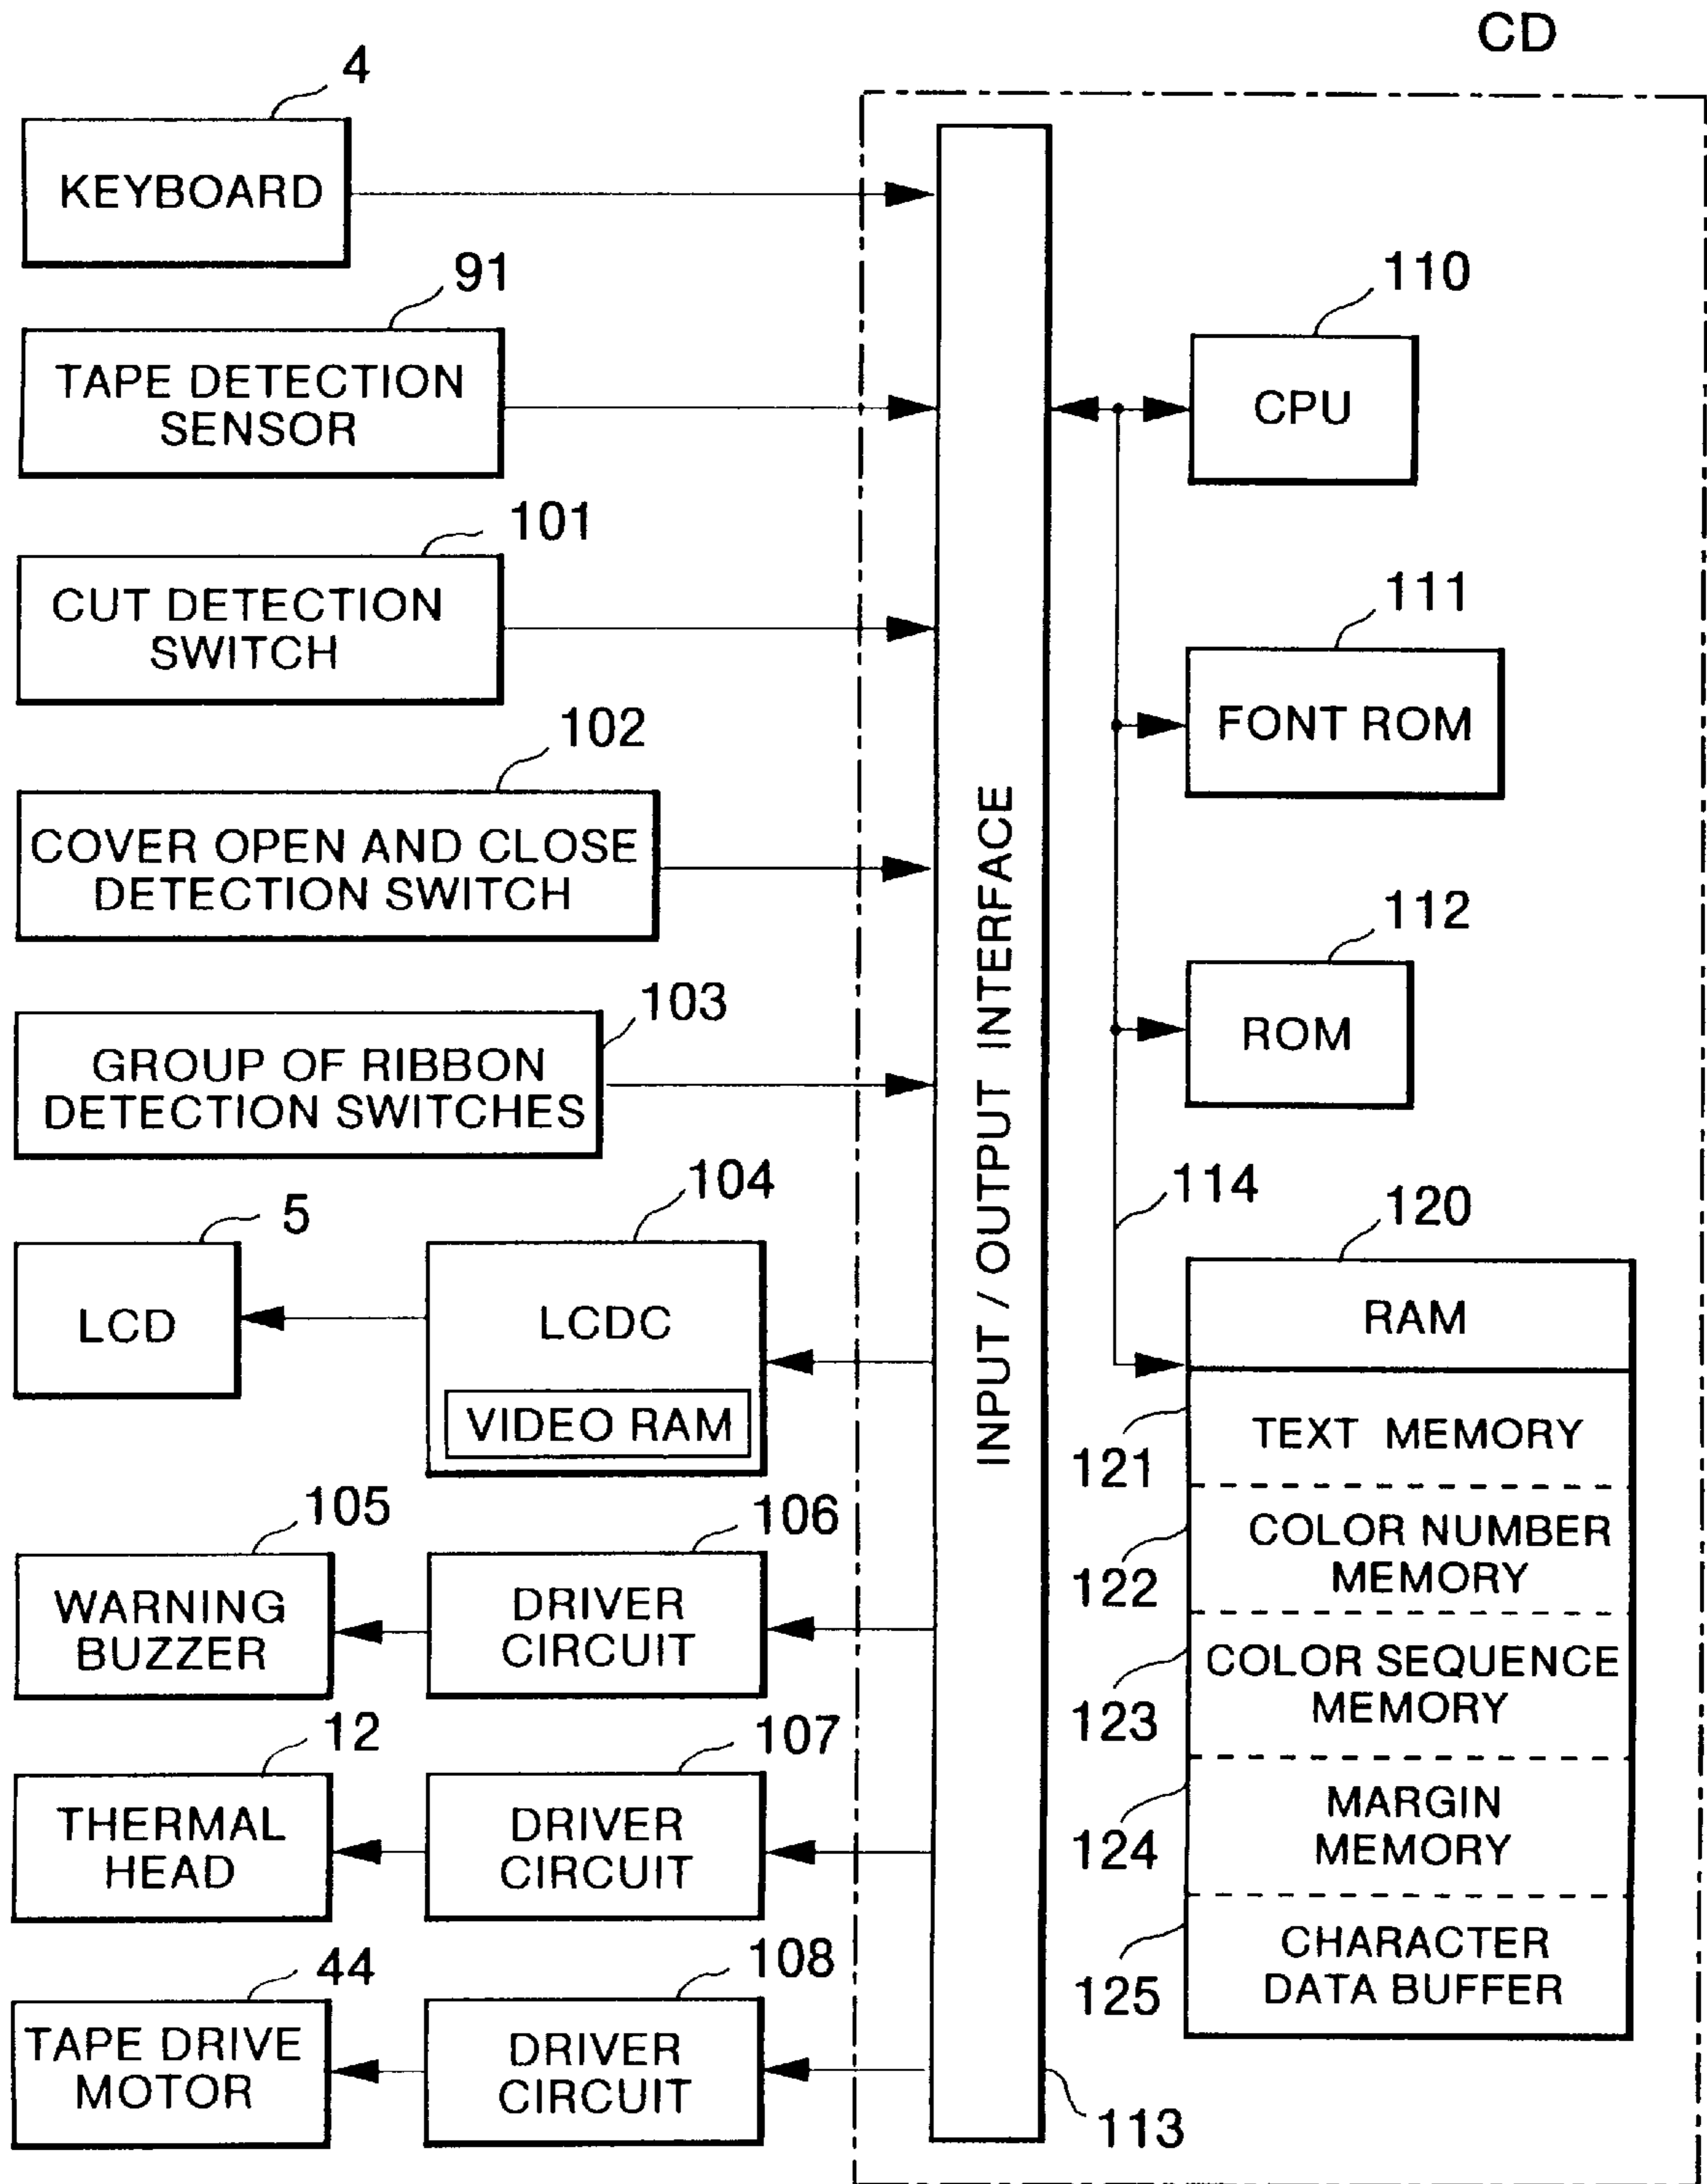 CD
4
KEYBOARD
91
TAPE DETECTION
SENSOR
101
CUT DETECTION
SWITCH
102
COVER OPEN AND CLOSE
DETECTION SWITCH
103
GROUP OF RIBBON
DETECTION SWITCHES
5
LCD
104
LCDC
VIDEO RAM
105
WARNING
BUZZER
106
DRIVER
CIRCUIT
12
THERMAL
HEAD
107
DRIVER
CIRCUIT
44
TAPE DRIVE
MOTOR
108
DRIVER
CIRCUIT
INPUT / OUTPUT INTERFACE
113
110
CPU
111
FONT ROM
112
ROM
114
120
RAM
121
TEXT MEMORY
122
COLOR NUMBER
MEMORY
123
COLOR SEQUENCE
MEMORY
124
MARGIN
MEMORY
125
CHARACTER
DATA BUFFER